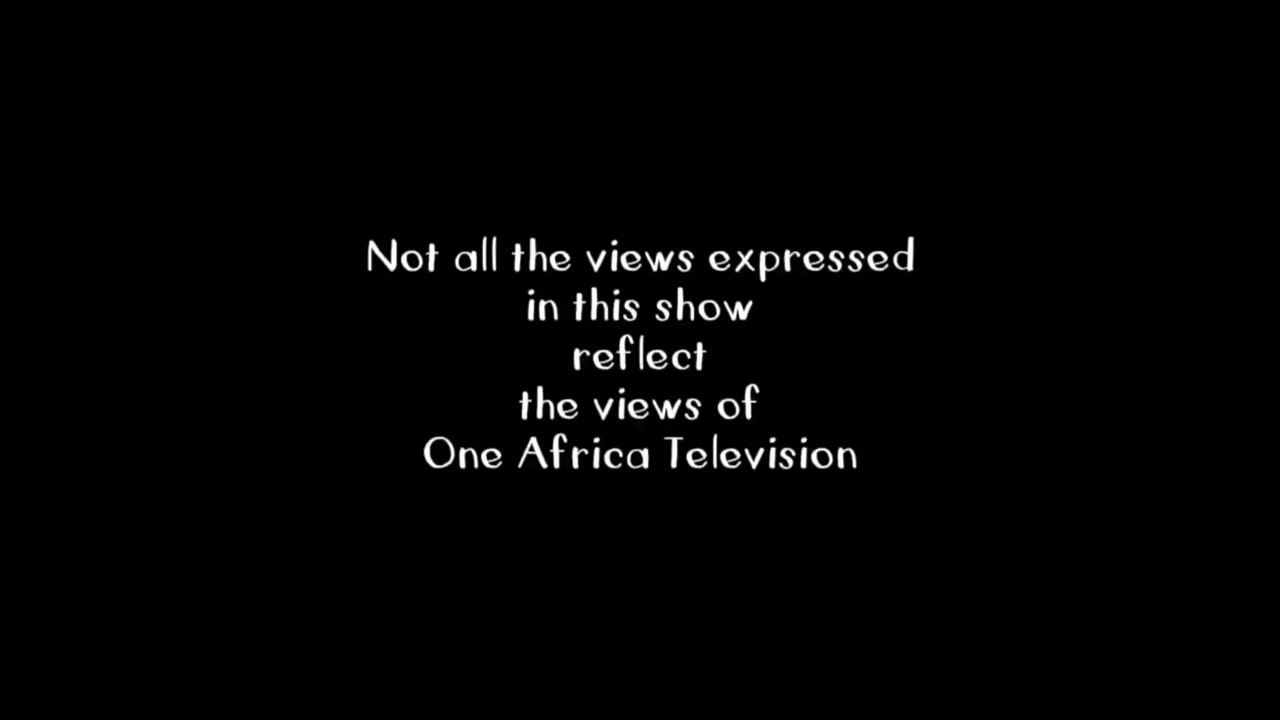 Not all the views expressed
in this show
reflect
the views of
One Africa Television